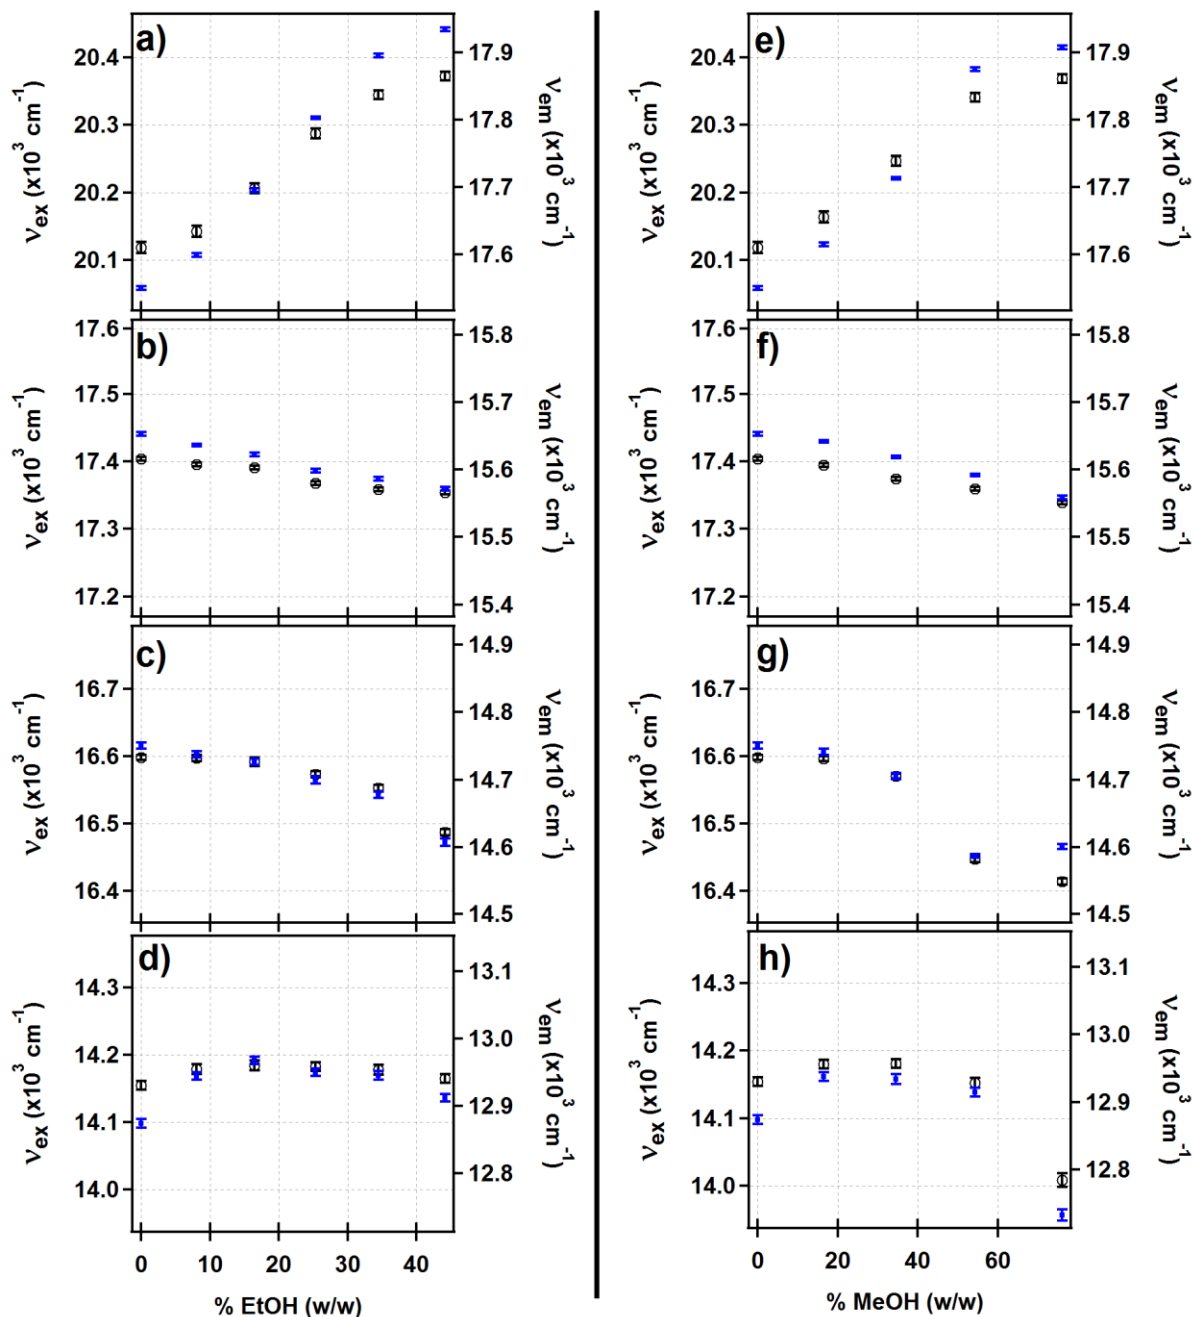 a)
20.4
20.3
20.2
20.1
νex (x10³ cm⁻¹)
17.9
17.8
17.7
17.6
νem (x10³ cm⁻¹)
b)
17.6
17.5
17.4
17.3
17.2
νex (x10³ cm⁻¹)
15.8
15.7
15.6
15.5
15.4
νem (x10³ cm⁻¹)
c)
16.7
16.6
16.5
16.4
νex (x10³ cm⁻¹)
14.9
14.8
14.7
14.6
14.5
νem (x10³ cm⁻¹)
d)
14.3
14.2
14.1
14.0
νex (x10³ cm⁻¹)
13.1
13.0
12.9
12.8
νem (x10³ cm⁻¹)
0 10 20 30 40
% EtOH (w/w)
e)
20.4
20.3
20.2
20.1
νex (x10³ cm⁻¹)
17.9
17.8
17.7
17.6
νem (x10³ cm⁻¹)
f)
17.6
17.5
17.4
17.3
17.2
νex (x10³ cm⁻¹)
15.8
15.7
15.6
15.5
15.4
νem (x10³ cm⁻¹)
g)
16.7
16.6
16.5
16.4
νex (x10³ cm⁻¹)
14.9
14.8
14.7
14.6
14.5
νem (x10³ cm⁻¹)
h)
14.3
14.2
14.1
14.0
νex (x10³ cm⁻¹)
13.1
13.0
12.9
12.8
νem (x10³ cm⁻¹)
0 20 40 60
% MeOH (w/w)